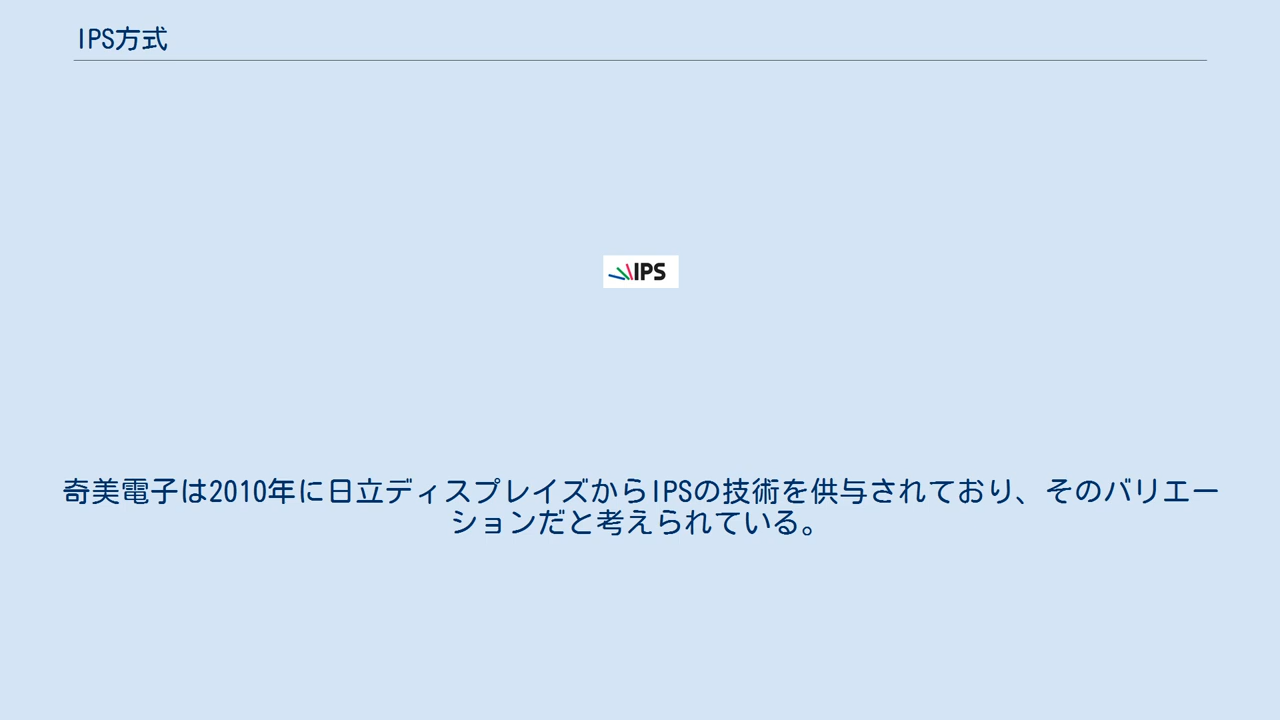 IPS方式
IPS
奇美電子は2010年に日立ディスプレイズからIPSの技術を供与されており、そのバリエー
ションだと考えられている。